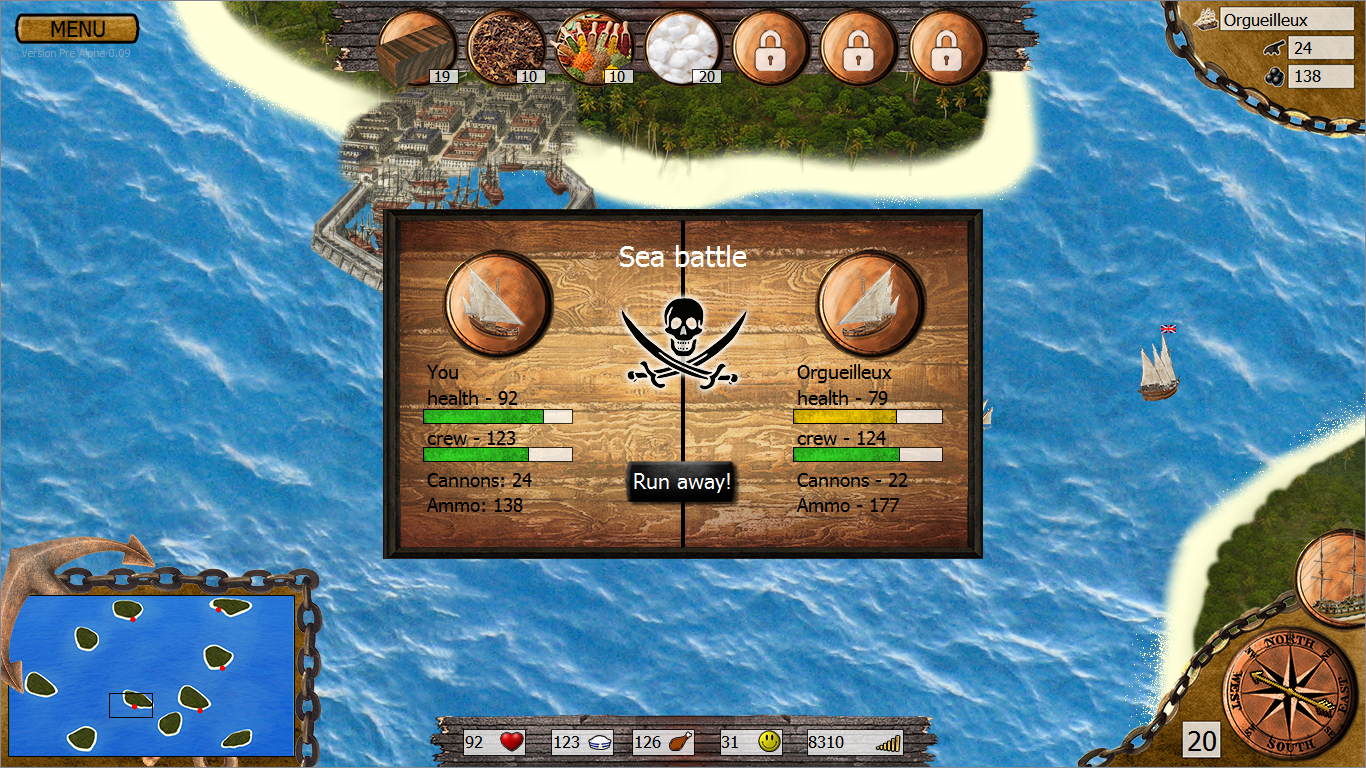 MENU
Version Pre Alpha 0.09
19
10
10
20
Orgueilleux
24
138
Sea battle
You
health - 92
crew - 123
Cannons: 24
Ammo: 138
Orgueilleux
health - 79
crew - 124
Cannons - 22
Ammo - 177
Run away!
92
123
126
31
8310
20
NORTH
WEST
EAST
SOUTH